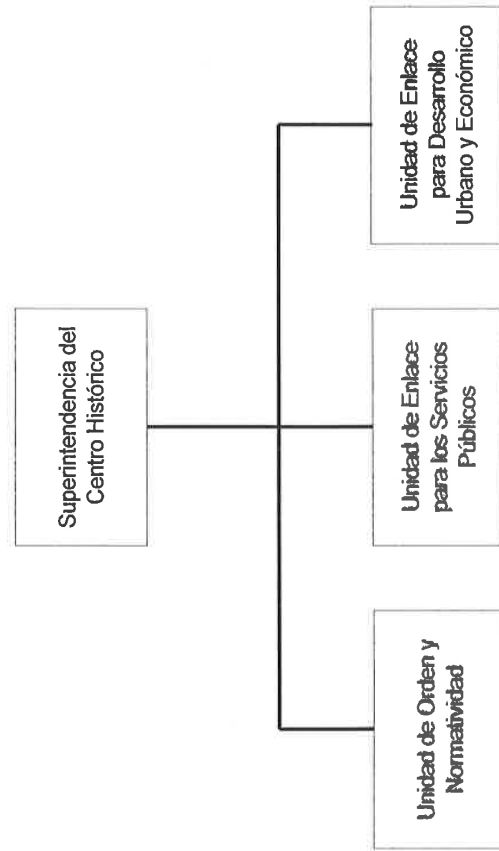 Superintendencia del
Centro Histórico
Unidad de Orden y
Normatividad
Unidad de Enlace
para los Servicios
Públicos
Unidad de Enlace
para Desarrollo
Urbano y Económico